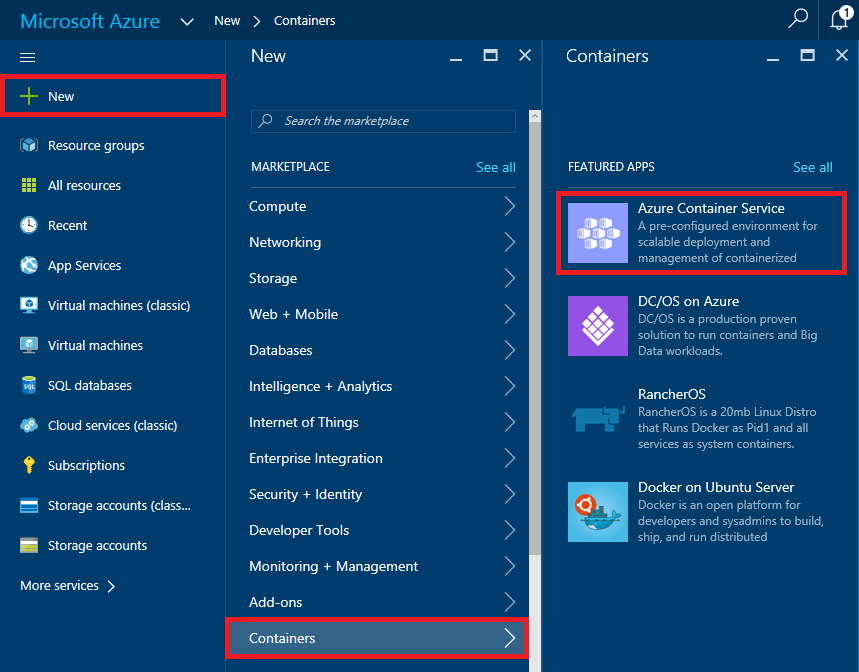 Microsoft Azure
New
Containers
1
New
Resource groups
All resources
Recent
App Services
Virtual machines (classic)
Virtual machines
SQL
SQL databases
Cloud services (classic)
Subscriptions
Storage accounts (class...
Storage accounts
More services
New
Search the marketplace
MARKETPLACE
See all
Compute
Networking
Storage
Web + Mobile
Databases
Intelligence + Analytics
Internet of Things
Enterprise Integration
Security + Identity
Developer Tools
Monitoring + Management
Add-ons
Containers
Containers
FEATURED APPS
See all
Azure Container Service
A pre-configured environment for
scalable deployment and
management of containerized
DC/OS on Azure
DC/OS is a production proven
solution to run containers and Big
Data workloads.
RancherOS
RancherOS is a 20mb Linux Distro
that Runs Docker as Pid1 and all
services as system containers.
Docker on Ubuntu Server
Docker is an open platform for
developers and sysadmins to build,
ship, and run distributed